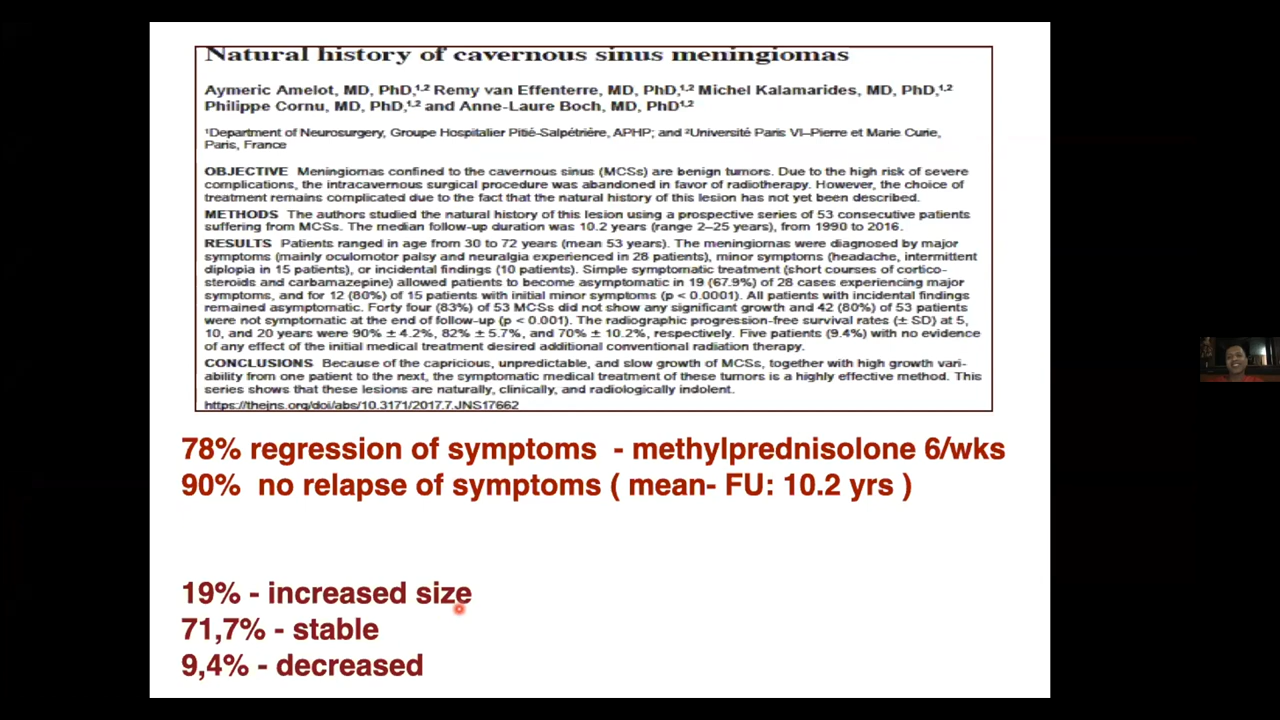 Natural history of cavernous sinus meningiomas
Aymeric Amelot, MD, PhD,¹,² Remy van Effenterre, MD, PhD,¹,² Michel Kalamarides, MD, PhD,¹,²
Philippe Cornu, MD, PhD,¹,² and Anne-Laure Boch, MD, PhD¹,²
¹Department of Neurosurgery, Groupe Hospitalier Pitié-Salpétrière, APHP; and ²Université Paris VI–Pierre et Marie Curie,
Paris, France
OBJECTIVE Meningiomas confined to the cavernous sinus (MCSs) are benign tumors. Due to the high risk of severe
complications, the intracavernous surgical procedure was abandoned in favor of radiotherapy. However, the choice of
treatment remains complicated due to the fact that the natural history of this lesion has not yet been described.
METHODS The authors studied the natural history of this lesion using a prospective series of 53 consecutive patients
suffering from MCSs. The median follow-up duration was 10.2 years (range 2–25 years), from 1990 to 2016.
RESULTS Patients ranged in age from 30 to 72 years (mean 53 years). The meningiomas were diagnosed by major
symptoms (mainly oculomotor palsy and neuralgia experienced in 28 patients), minor symptoms (headache, intermittent
diplopia in 15 patients), or incidental findings (10 patients). Simple symptomatic treatment (short courses of cortico-
steroids and carbamazepine) allowed patients to become asymptomatic in 19 (67.9%) of 28 cases experiencing major
symptoms, and for 12 (80%) of 15 patients with initial minor symptoms (p < 0.0001). All patients with incidental findings
remained asymptomatic. Forty four (83%) of 53 MCSs did not show any significant growth and 42 (80%) of 53 patients
were not symptomatic at the end of follow-up (p < 0.001). The radiographic progression-free survival rates (± SD) at 5,
10, and 20 years were 90% ± 4.2%, 82% ± 5.7%, and 70% ± 10.2%, respectively. Five patients (9.4%) with no evidence
of any effect of the initial medical treatment desired additional conventional radiation therapy.
CONCLUSIONS Because of the capricious, unpredictable, and slow growth of MCSs, together with high growth vari-
ability from one patient to the next, the symptomatic medical treatment of these tumors is a highly effective method. This
series shows that these lesions are naturally, clinically, and radiologically indolent.
https://thejns.org/doi/abs/10.3171/2017.7.JNS17662
78% regression of symptoms - methylprednisolone 6/wks
90% no relapse of symptoms ( mean- FU: 10.2 yrs )
19% - increased size
71,7% - stable
9,4% - decreased